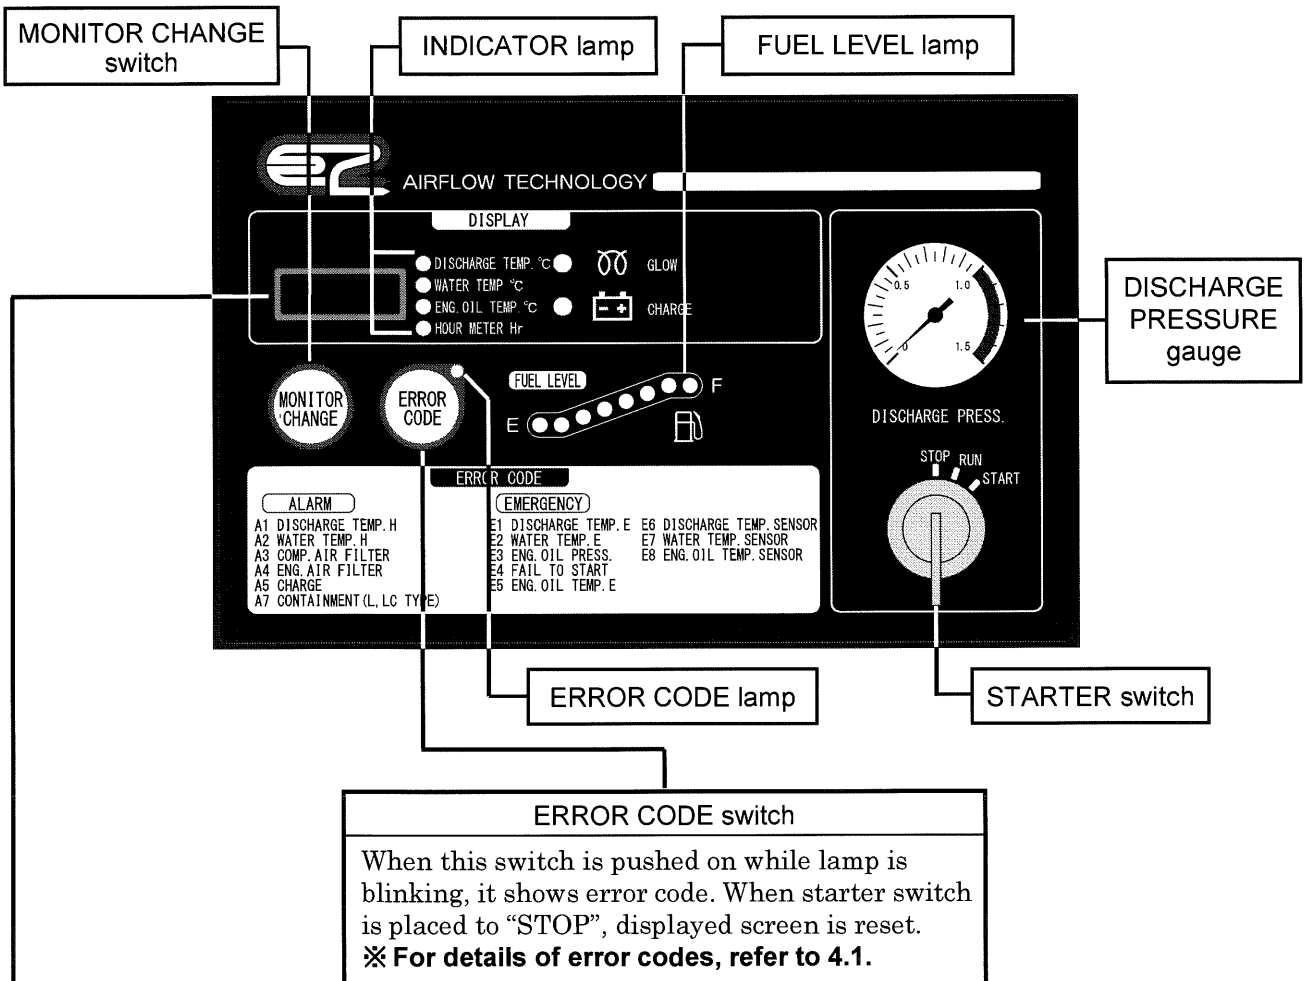 MONITOR CHANGE
switch
INDICATOR lamp
FUEL LEVEL lamp
AIRFLOW TECHNOLOGY
DISPLAY
DISCHARGE TEMP. °C
GLOW
WATER TEMP °C
ENG. OIL TEMP. °C
CHARGE
HOUR METER Hr
0.5
1.0
0
1.5
DISCHARGE
PRESSURE
gauge
MONITOR
CHANGE
ERROR
CODE
FUEL LEVEL
F
E
DISCHARGE PRESS.
STOP
RUN
START
ERROR CODE
ALARM
A1 DISCHARGE TEMP. H
A2 WATER TEMP. H
A3 COMP. AIR FILTER
A4 ENG. AIR FILTER
A5 CHARGE
A7 CONTAINMENT (L, LC TYPE)
EMERGENCY
E1 DISCHARGE TEMP. E
E2 WATER TEMP. E
E3 ENG. OIL PRESS.
E4 FAIL TO START
E5 ENG. OIL TEMP. E
E6 DISCHARGE TEMP. SENSOR
E7 WATER TEMP. SENSOR
E8 ENG. OIL TEMP. SENSOR
ERROR CODE lamp
STARTER switch
ERROR CODE switch
When this switch is pushed on while lamp is
blinking, it shows error code. When starter switch
is placed to “STOP”, displayed screen is reset.
※ For details of error codes, refer to 4.1.